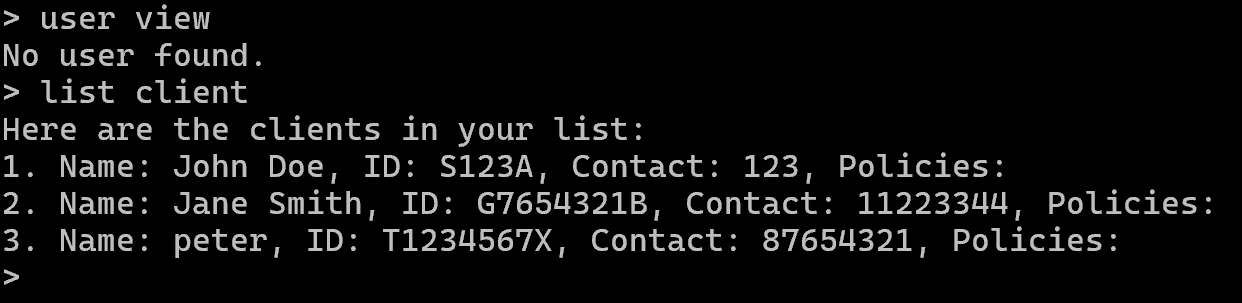 > user view
No user found.
> list client
Here are the clients in your list:
1. Name: John Doe, ID: S123A, Contact: 123, Policies:
2. Name: Jane Smith, ID: G7654321B, Contact: 11223344, Policies:
3. Name: peter, ID: T1234567X, Contact: 87654321, Policies:
>